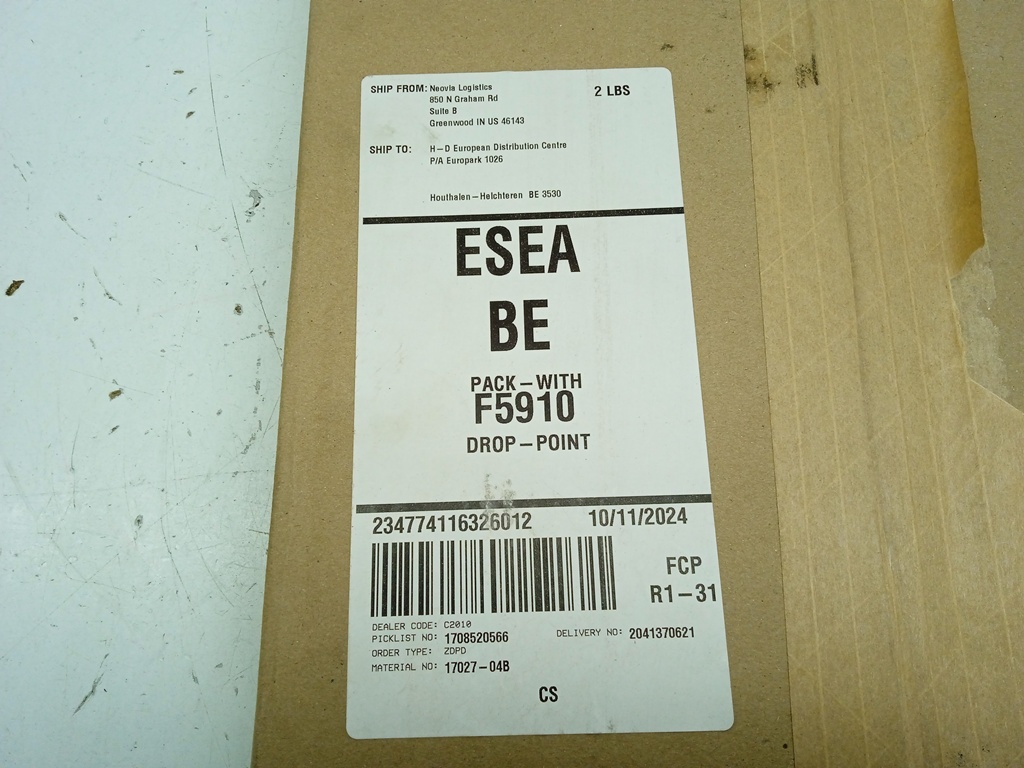 SHIP FROM: Neovia Logistics
2 LBS
850 N Graham Rd
Suite B
Greenwood IN US 46143
SHIP TO: H-D European Distribution Centre
P/A Europark 1026
Houthalen-Helchteren BE 3530
ESEA
BE
PACK-WITH
F5910
DROP-POINT
234774116326012 10/11/2024
FCP
R1-31
DEALER CODE: C2010
PICKLIST NO: 1708520566 DELIVERY NO: 2041370621
ORDER TYPE: ZDPD
MATERIAL NO: 17027-04B
CS